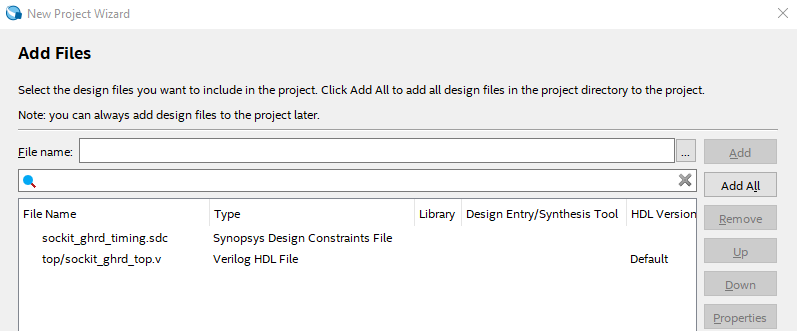 New Project Wizard
Add Files
Select the design files you want to include in the project. Click Add All to add all design files in the project directory to the project.
Note: you can always add design files to the project later.
File name: ... Add
Add All
File Name Type Library Design Entry/Synthesis Tool HDL Version
Remove
sockit_ghrd_timing.sdc Synopsys Design Constraints File
Up
top/sockit_ghrd_top.v Verilog HDL File Default
Down
Properties